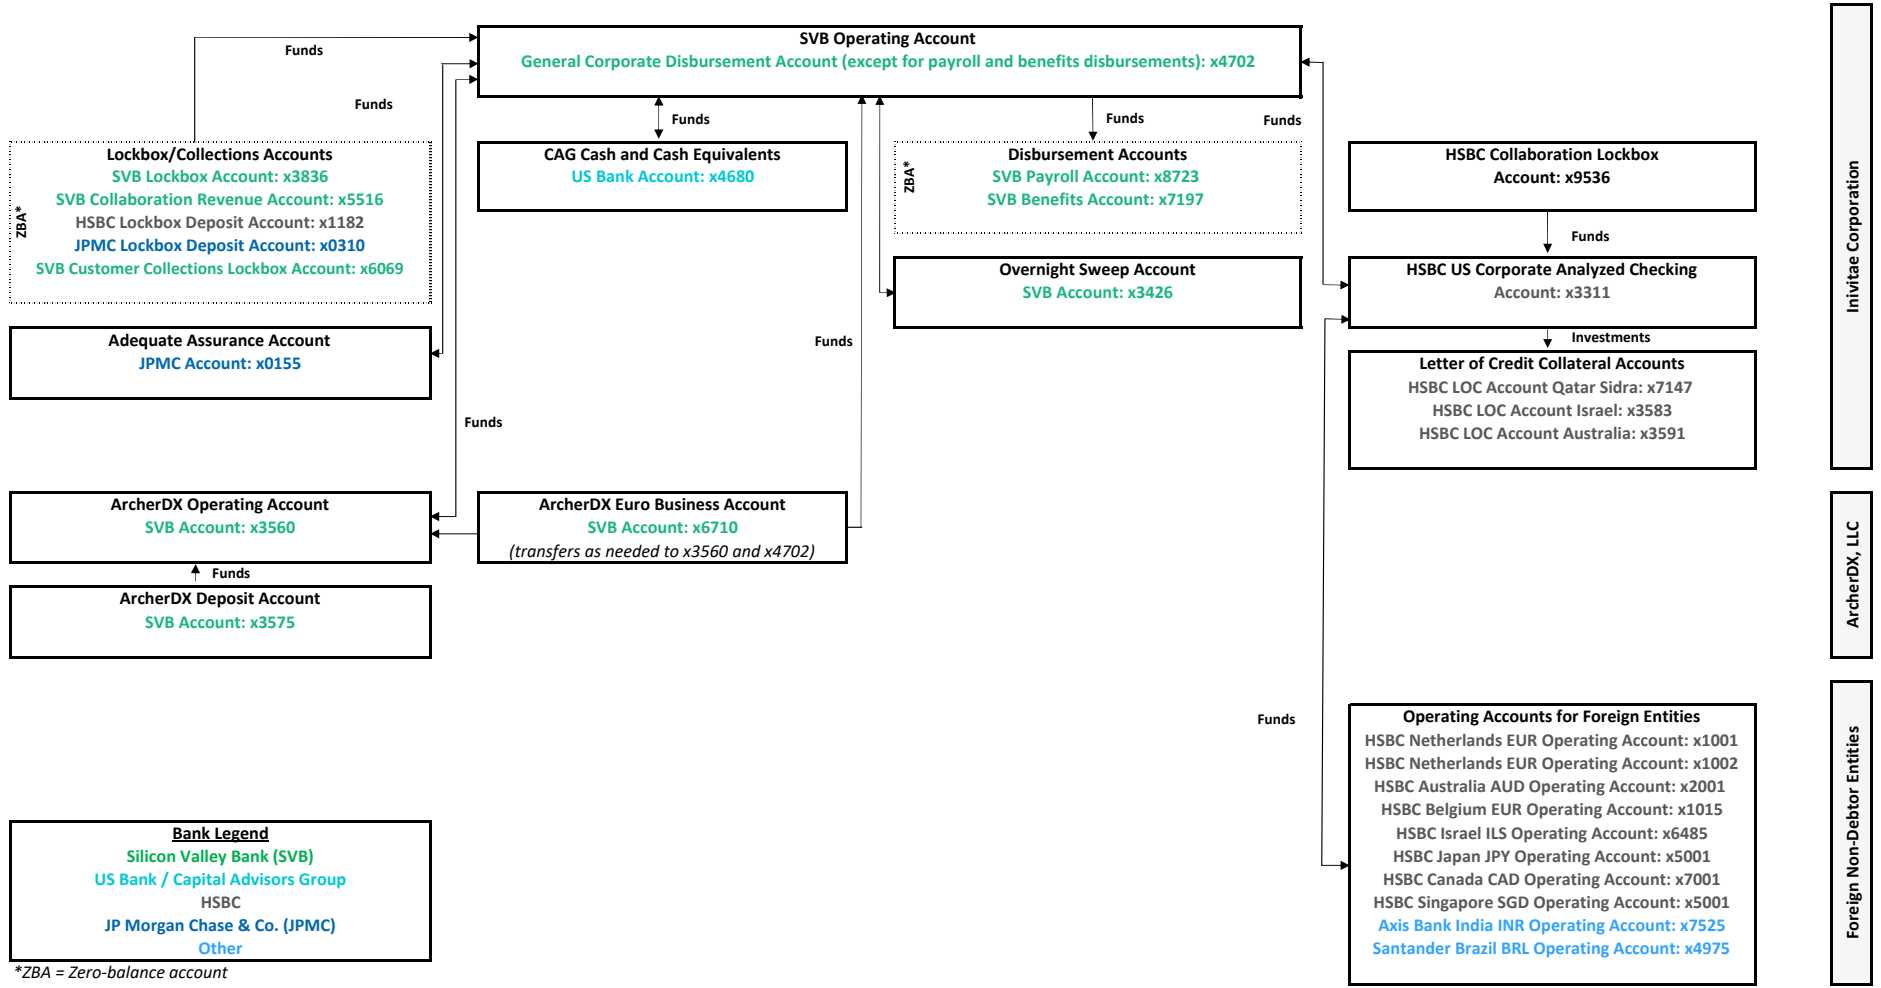 SVB Operating Account
General Corporate Disbursement Account (except for payroll and benefits disbursements): x4702
Funds
Funds
Funds
Funds
Funds
Lockbox/Collections Accounts
SVB Lockbox Account: x3836
SVB Collaboration Revenue Account: x5516
HSBC Lockbox Deposit Account: x1182
JPMC Lockbox Deposit Account: x0310
SVB Customer Collections Lockbox Account: x6069
ZBA*
CAG Cash and Cash Equivalents
US Bank Account: x4680
ZBA*
Disbursement Accounts
SVB Payroll Account: x8723
SVB Benefits Account: x7197
HSBC Collaboration Lockbox
Account: x9536
Funds
Overnight Sweep Account
SVB Account: x3426
HSBC US Corporate Analyzed Checking
Account: x3311
Investments
Adequate Assurance Account
JPMC Account: x0155
Funds
Letter of Credit Collateral Accounts
HSBC LOC Account Qatar Sidra: x7147
HSBC LOC Account Israel: x3583
HSBC LOC Account Australia: x3591
Inivitae Corporation
Funds
ArcherDX Operating Account
SVB Account: x3560
ArcherDX Euro Business Account
SVB Account: x6710
(transfers as needed to x3560 and x4702)
Funds
ArcherDX Deposit Account
SVB Account: x3575
ArcherDX, LLC
Funds
Operating Accounts for Foreign Entities
HSBC Netherlands EUR Operating Account: x1001
HSBC Netherlands EUR Operating Account: x1002
HSBC Australia AUD Operating Account: x2001
HSBC Belgium EUR Operating Account: x1015
HSBC Israel ILS Operating Account: x6485
HSBC Japan JPY Operating Account: x5001
HSBC Canada CAD Operating Account: x7001
HSBC Singapore SGD Operating Account: x5001
Axis Bank India INR Operating Account: x7525
Santander Brazil BRL Operating Account: x4975
Foreign Non-Debtor Entities
Bank Legend
Silicon Valley Bank (SVB)
US Bank / Capital Advisors Group
HSBC
JP Morgan Chase & Co. (JPMC)
Other
*ZBA = Zero-balance account